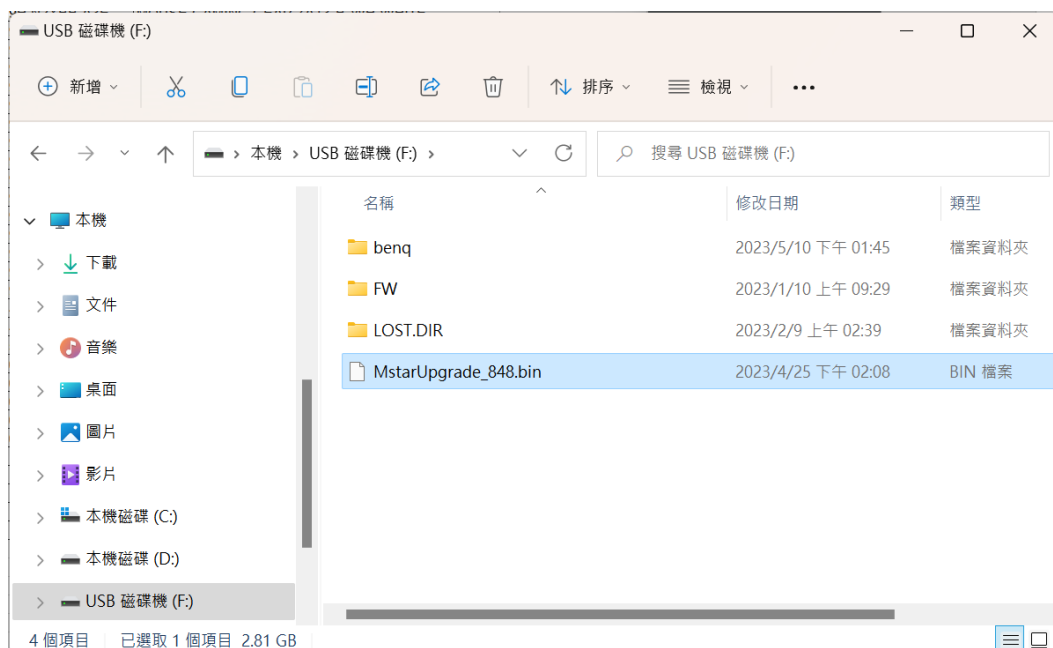 USB 磁碟機 (F:)
新增 排序 檢視
本機 USB 磁碟機 (F:) 搜尋 USB 磁碟機 (F:)
名稱 修改日期 類型
本機
下載
文件
音樂
桌面
圖片
影片
本機磁碟 (C:)
本機磁碟 (D:)
USB 磁碟機 (F:)
benq 2023/5/10 下午 01:45 檔案資料夾
FW 2023/1/10 上午 09:29 檔案資料夾
LOST.DIR 2023/2/9 上午 02:39 檔案資料夾
MstarUpgrade_848.bin 2023/4/25 下午 02:08 BIN 檔案
4 個項目 已選取 1 個項目 2.81 GB